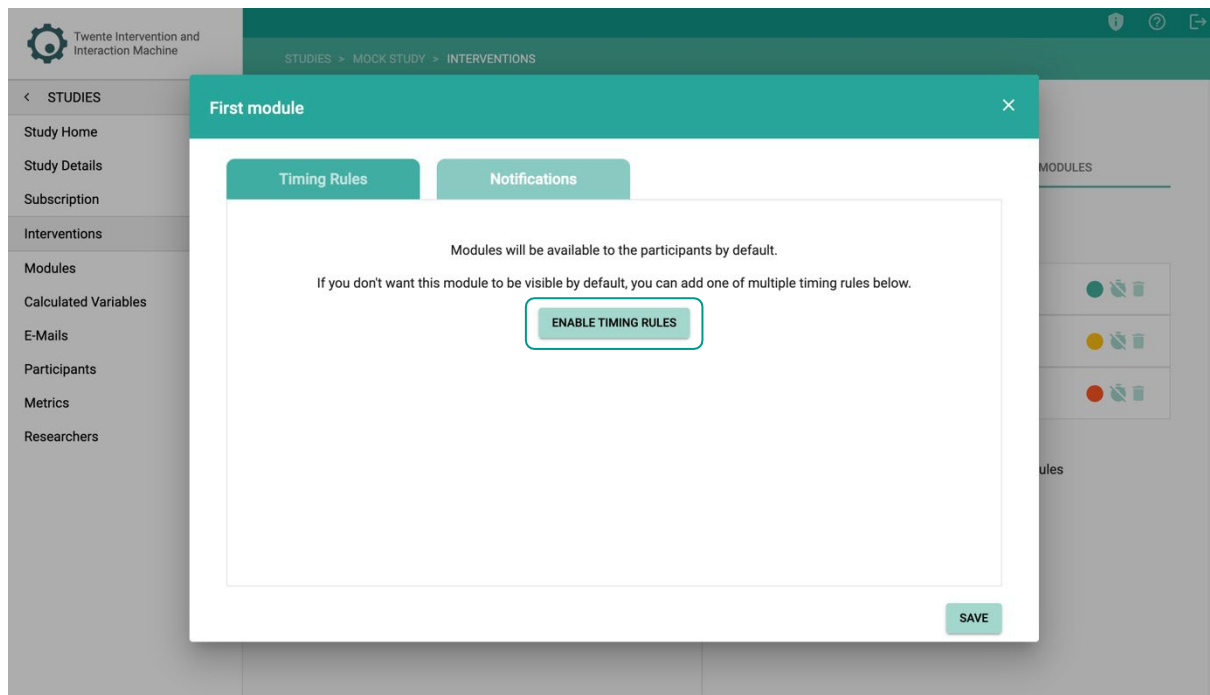 Twente Intervention and
Interaction Machine
STUDIES > MOCK STUDY > INTERVENTIONS
< STUDIES
Study Home
Study Details
Subscription
Interventions
Modules
Calculated Variables
E-Mails
Participants
Metrics
Researchers
First module
Timing Rules
Notifications
MODULES
Modules will be available to the participants by default.
If you don't want this module to be visible by default, you can add one of multiple timing rules below.
ENABLE TIMING RULES
ules
SAVE